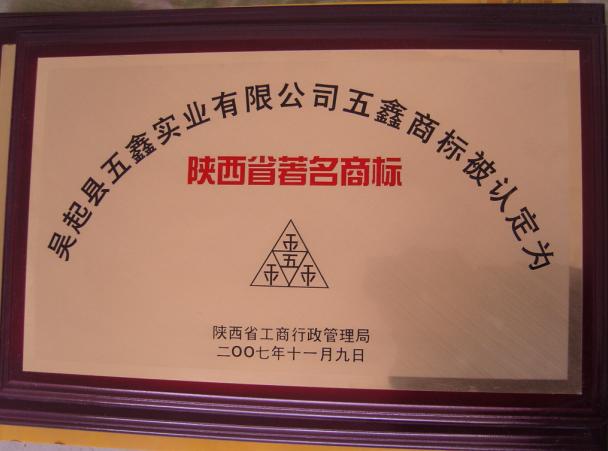 吴起县五鑫实业有限公司五鑫商标被认定为
陕西省著名商标
五
陕西省工商行政管理局
二〇〇七年十一月九日